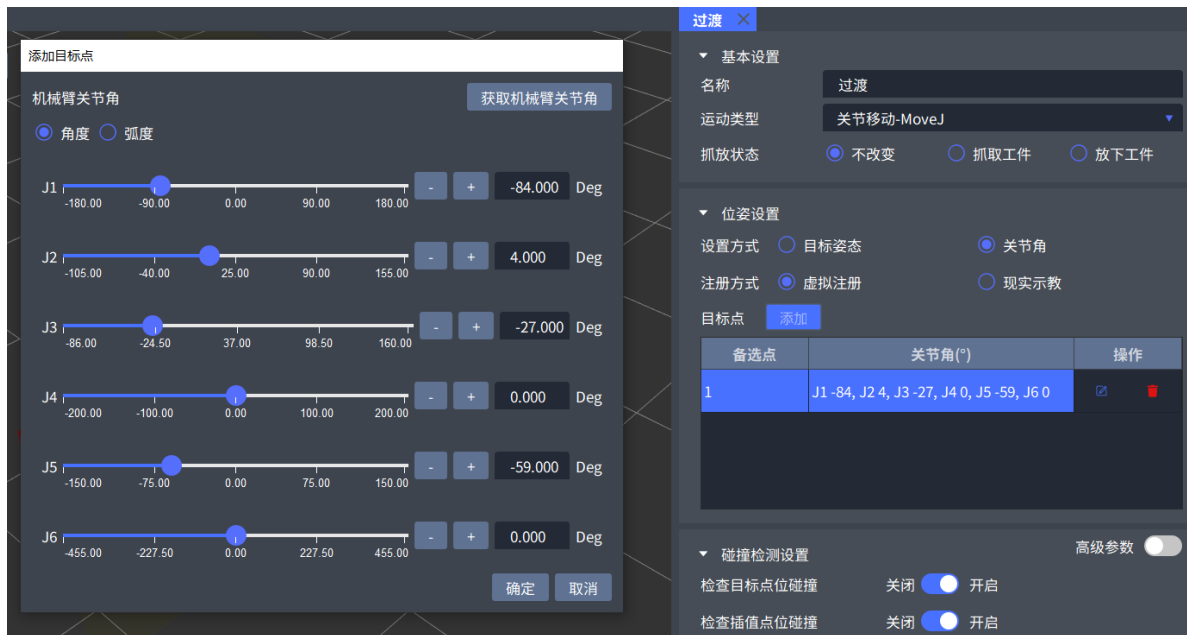 添加目标点
机械臂关节角 获取机械臂关节角
角度 弧度
J1 - + -84.000 Deg
-180.00 -90.00 0.00 90.00 180.00
J2 - + 4.000 Deg
-105.00 -40.00 25.00 90.00 155.00
J3 - + -27.000 Deg
-86.00 -24.50 37.00 98.50 160.00
J4 - + 0.000 Deg
-200.00 -100.00 0.00 100.00 200.00
J5 - + -59.000 Deg
-150.00 -75.00 0.00 75.00 150.00
J6 - + 0.000 Deg
-455.00 -227.50 0.00 227.50 455.00
确定 取消
过渡
基本设置
名称 过渡
运动类型 关节移动-MoveJ
抓放状态 不改变 抓取工件 放下工件
位姿设置
设置方式 目标姿态 关节角
注册方式 虚拟注册 现实示教
目标点 添加
备选点 关节角(°) 操作
1 J1 -84, J2 4, J3 -27, J4 0, J5 -59, J6 0
碰撞检测设置 高级参数
检查目标点位碰撞 关闭 开启
检查插值点位碰撞 关闭 开启